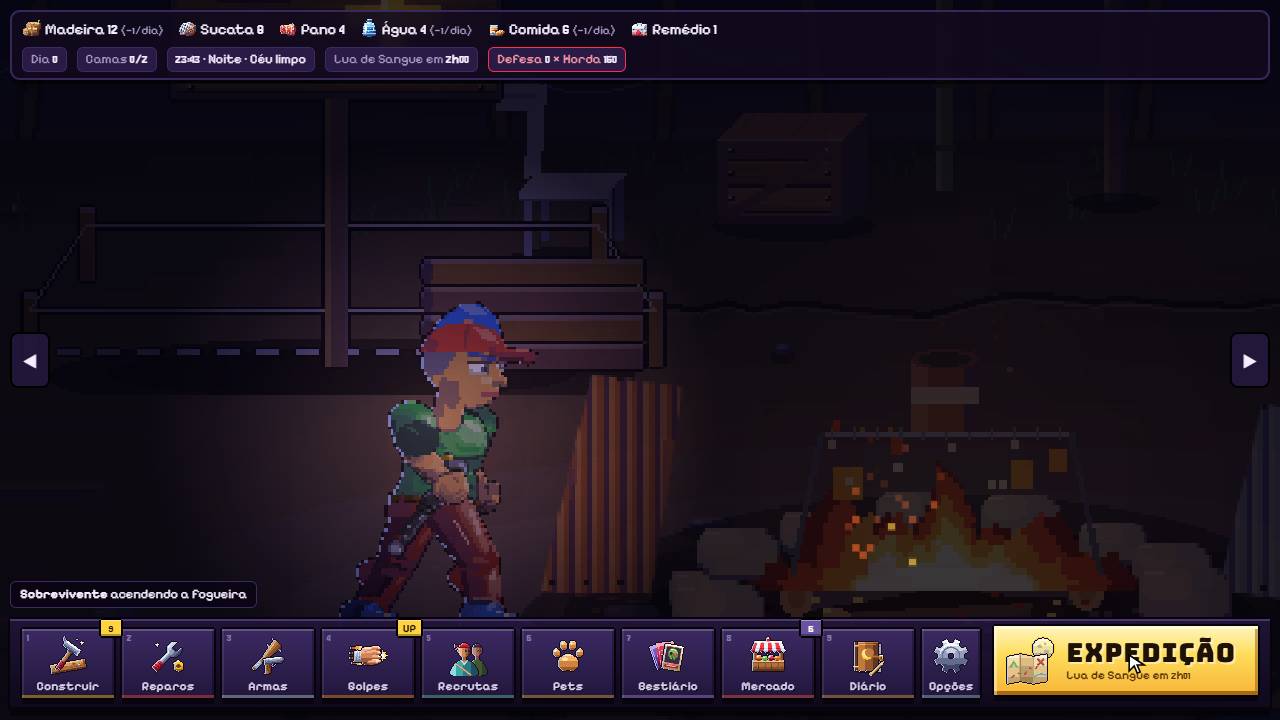 Madeira 12 (-1/dia) Sucata 8 Pano 4 Água 4 (-1/dia) Comida 6 (-1/dia) Remédio 1
Dia 0 Camas 0/2 23:43 · Noite · Céu limpo Lua de Sangue em 2h00 Defesa 0 × Horda 160
Sobrevivente acendendo a fogueira
9 UP 6
1 2 3 4 5 6 7 8 9
Construir Reparos Armas Golpes Recrutas Pets Bestiário Mercado Diário Opções
EXPEDIÇÃO
Lua de Sangue em 2h01